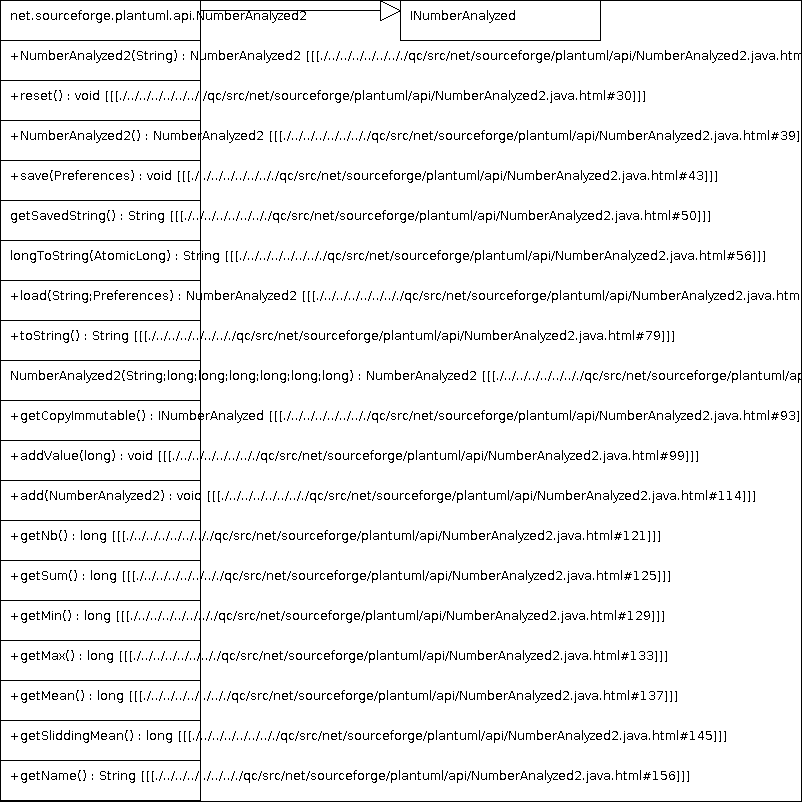 net.sourceforge.plantuml.api.NumberAnalyzed2
INumberAnalyzed
+NumberAnalyzed2(String) : NumberAnalyzed2 [[[./../../../../../../../qc/src/net/sourceforge/plantuml/api/NumberAnalyzed2.java.htm
+reset() : void [[[./../../../../../../../qc/src/net/sourceforge/plantuml/api/NumberAnalyzed2.java.html#30]]]
+NumberAnalyzed2() : NumberAnalyzed2 [[[./../../../../../../../qc/src/net/sourceforge/plantuml/api/NumberAnalyzed2.java.html#39]
+save(Preferences) : void [[[./../../../../../../../qc/src/net/sourceforge/plantuml/api/NumberAnalyzed2.java.html#43]]]
getSavedString() : String [[[./../../../../../../../qc/src/net/sourceforge/plantuml/api/NumberAnalyzed2.java.html#50]]]
longToString(AtomicLong) : String [[[./../../../../../../../qc/src/net/sourceforge/plantuml/api/NumberAnalyzed2.java.html#56]]]
+load(String;Preferences) : NumberAnalyzed2 [[[./../../../../../../../qc/src/net/sourceforge/plantuml/api/NumberAnalyzed2.java.htm
+toString() : String [[[./../../../../../../../qc/src/net/sourceforge/plantuml/api/NumberAnalyzed2.java.html#79]]]
NumberAnalyzed2(String;long;long;long;long;long;long) : NumberAnalyzed2 [[[./../../../../../../../qc/src/net/sourceforge/plantuml/ap
+getCopyImmutable() : INumberAnalyzed [[[./../../../../../../../qc/src/net/sourceforge/plantuml/api/NumberAnalyzed2.java.html#93]
+addValue(long) : void [[[./../../../../../../../qc/src/net/sourceforge/plantuml/api/NumberAnalyzed2.java.html#99]]]
+add(NumberAnalyzed2) : void [[[./../../../../../../../qc/src/net/sourceforge/plantuml/api/NumberAnalyzed2.java.html#114]]]
+getNb() : long [[[./../../../../../../../qc/src/net/sourceforge/plantuml/api/NumberAnalyzed2.java.html#121]]]
+getSum() : long [[[./../../../../../../../qc/src/net/sourceforge/plantuml/api/NumberAnalyzed2.java.html#125]]]
+getMin() : long [[[./../../../../../../../qc/src/net/sourceforge/plantuml/api/NumberAnalyzed2.java.html#129]]]
+getMax() : long [[[./../../../../../../../qc/src/net/sourceforge/plantuml/api/NumberAnalyzed2.java.html#133]]]
+getMean() : long [[[./../../../../../../../qc/src/net/sourceforge/plantuml/api/NumberAnalyzed2.java.html#137]]]
+getSliddingMean() : long [[[./../../../../../../../qc/src/net/sourceforge/plantuml/api/NumberAnalyzed2.java.html#145]]]
+getName() : String [[[./../../../../../../../qc/src/net/sourceforge/plantuml/api/NumberAnalyzed2.java.html#156]]]